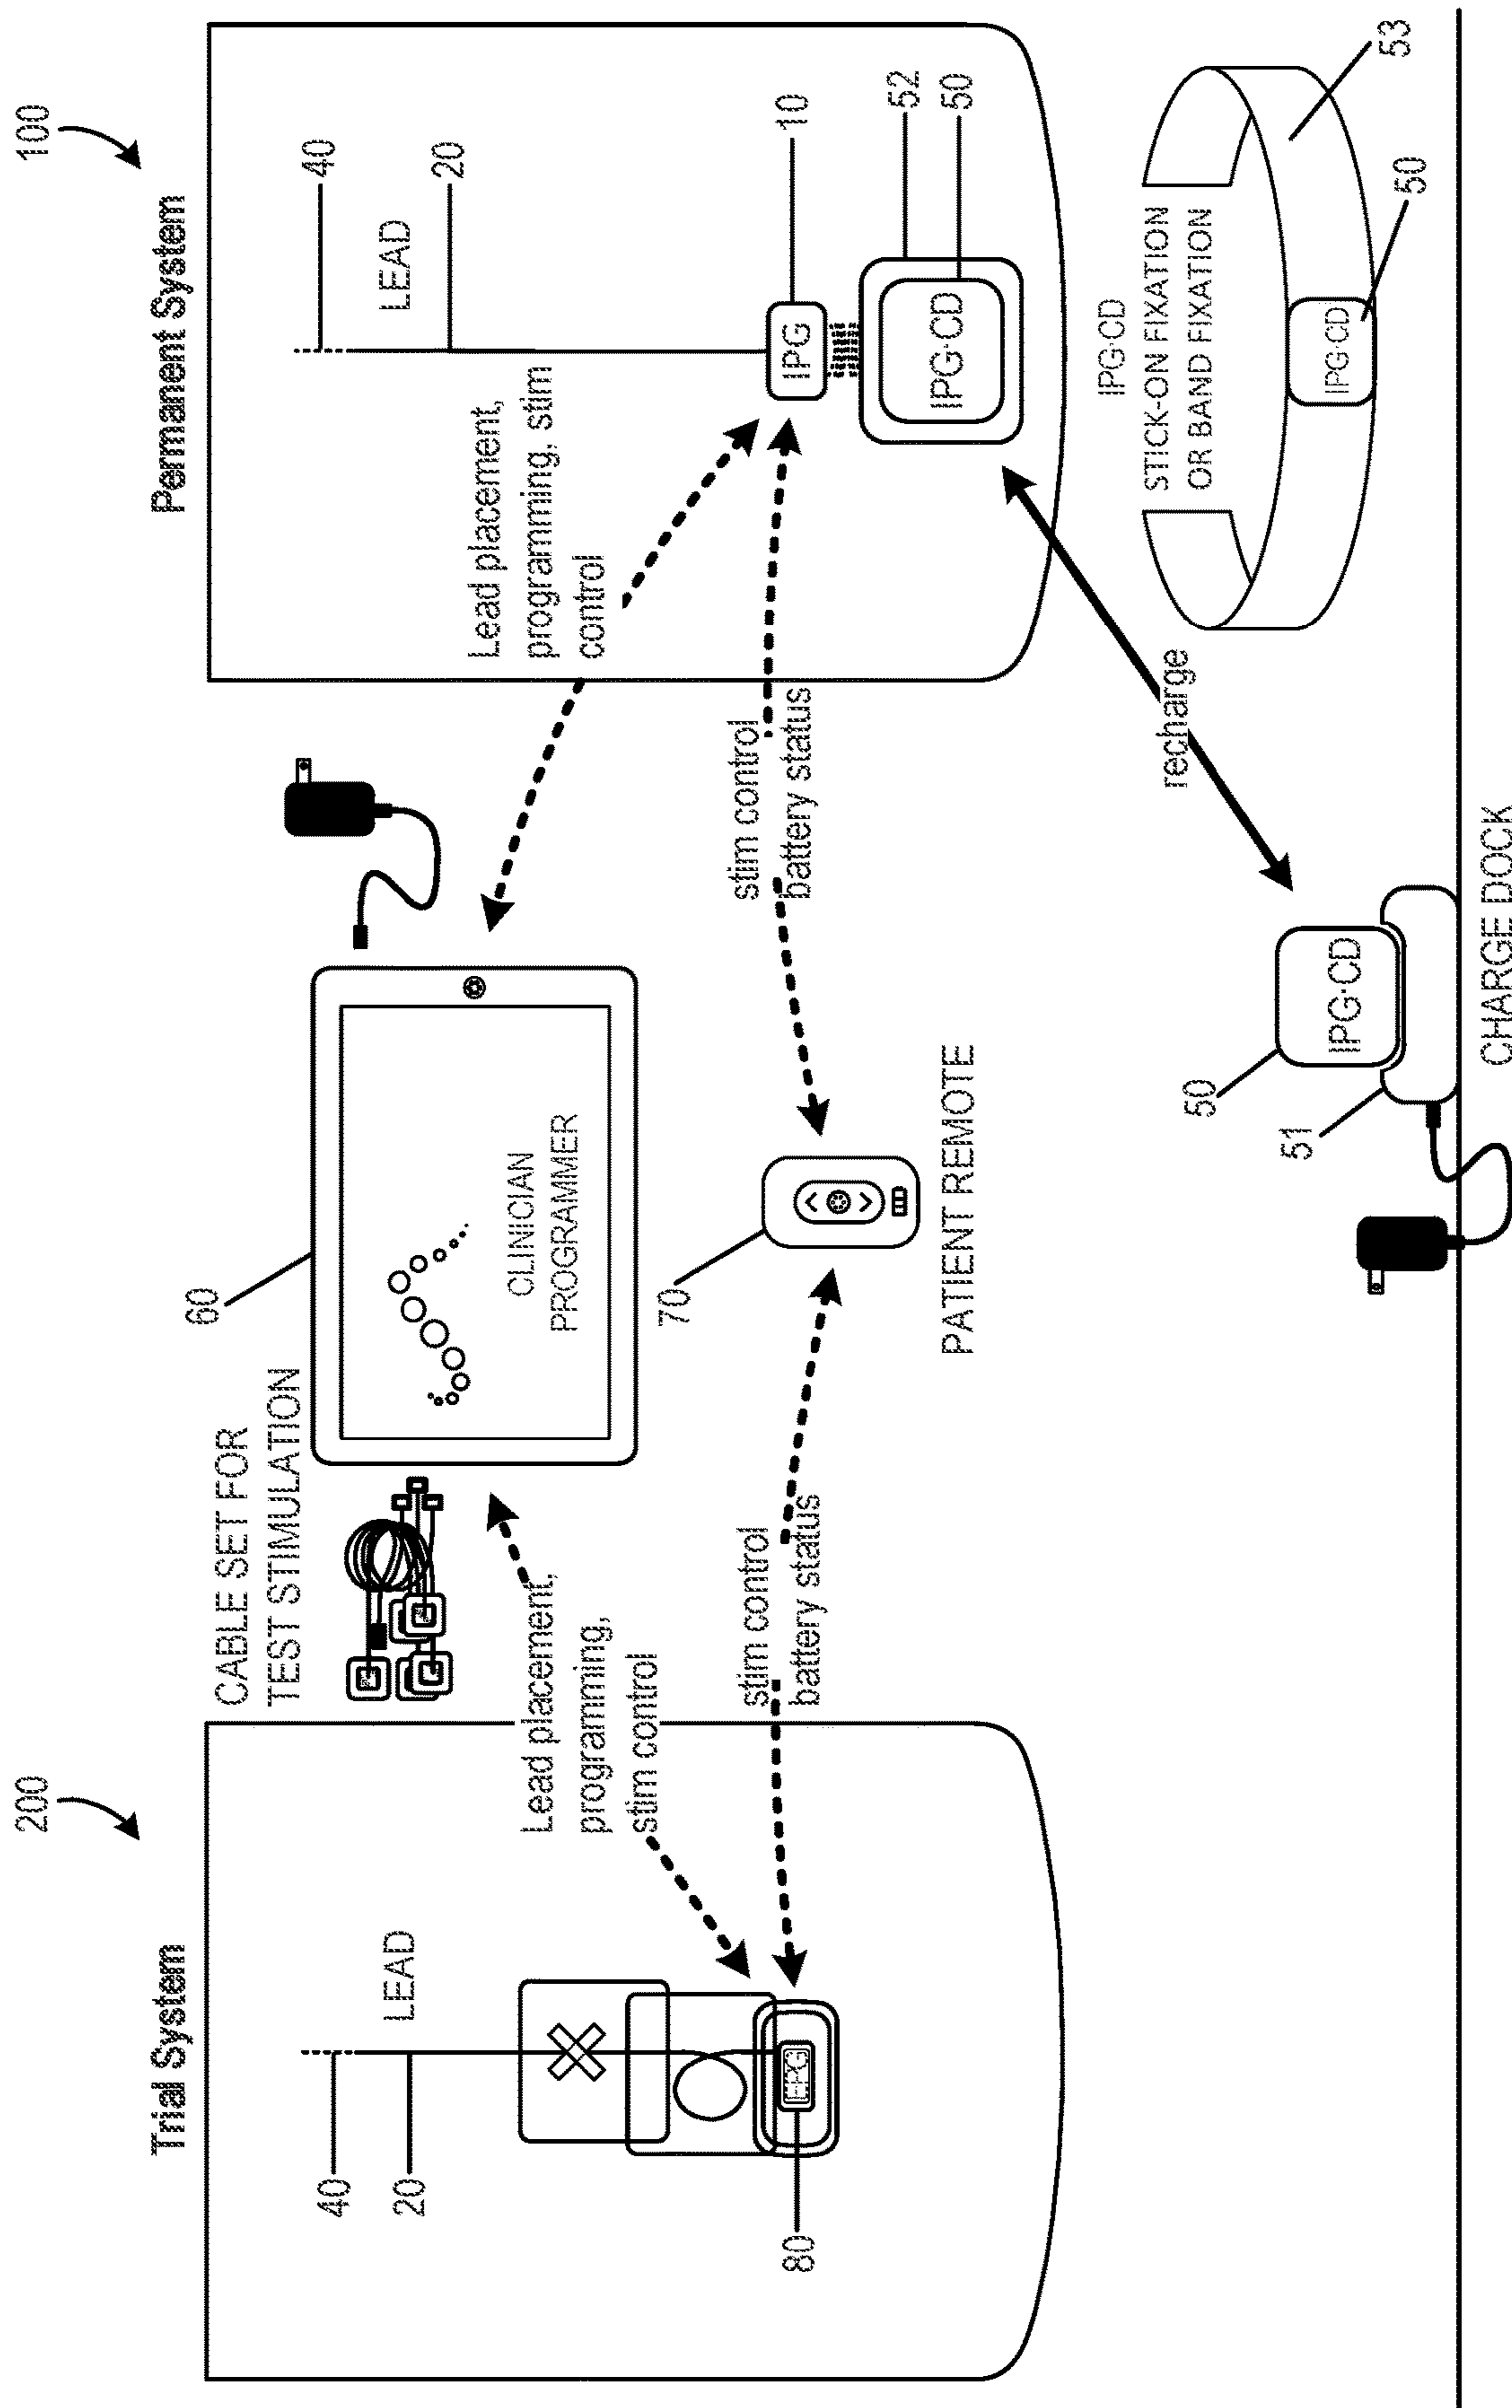 200
100
Trial System
Permanent System
40
20
LEAD
80
EPG
CABLE SET FOR
TEST STIMULATION
60
CLINICIAN
PROGRAMMER
Lead placement,
programming,
stim control
stim control
battery status
70
PATIENT REMOTE
Lead placement,
programming, stim
control
stim control
battery status
40
LEAD
20
IPG
10
IPG·CD
52
50
recharge
IPG·CD
STICK-ON FIXATION
OR BAND FIXATION
IPG·CD
53
50
50
IPG·CD
51
CHARGE DOCK